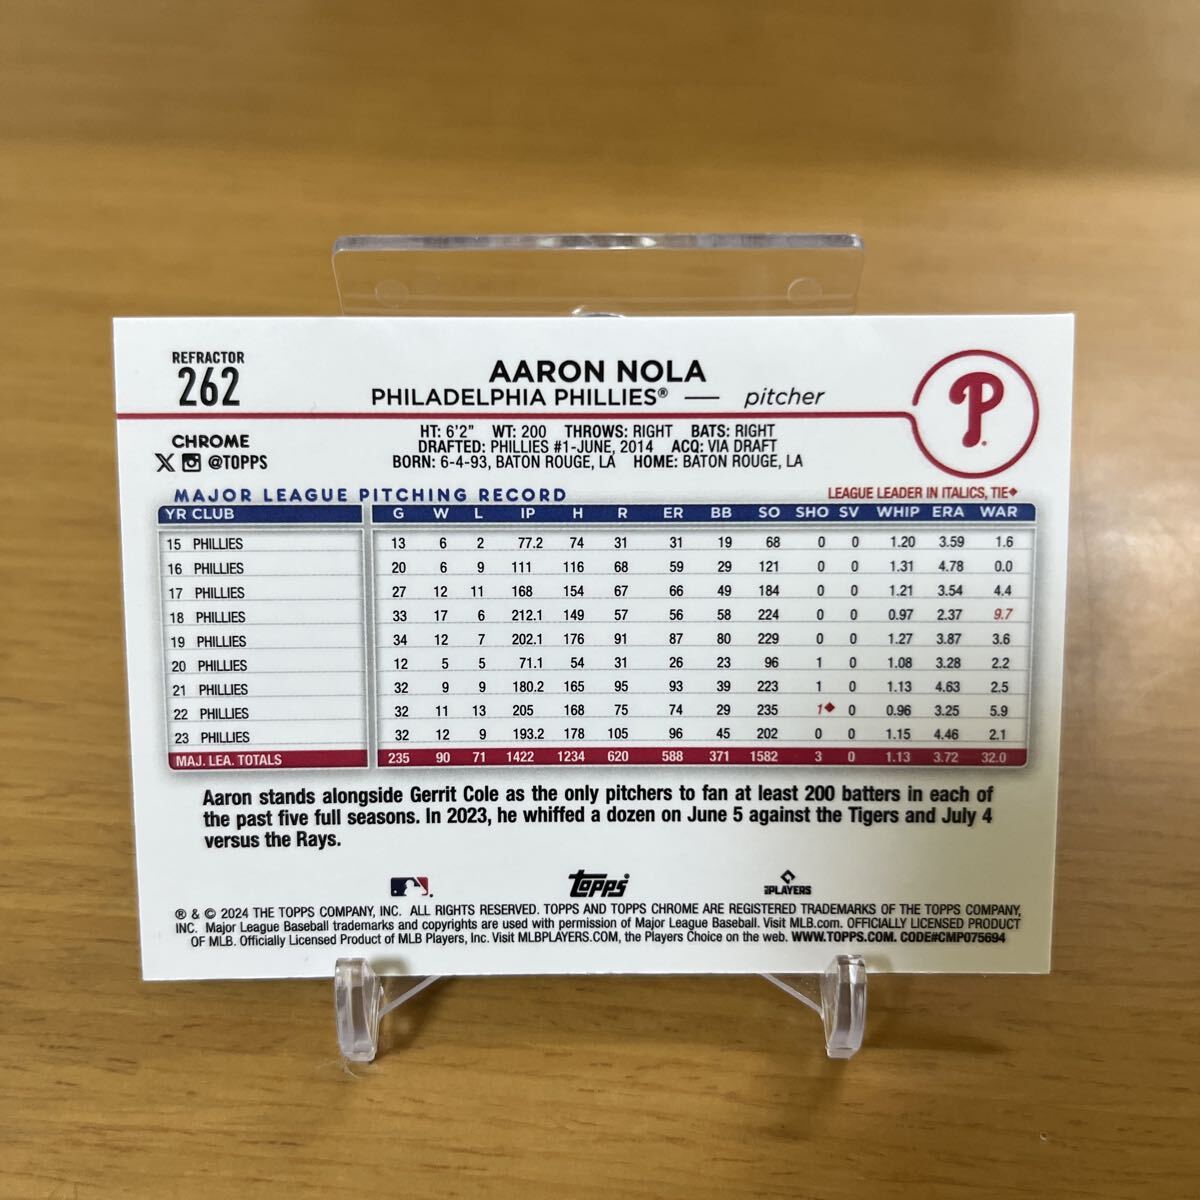 REFRACTOR
262
AARON NOLA
PHILADELPHIA PHILLIES® — pitcher
P
CHROME
X @TOPPS
HT: 6'2" WT: 200 THROWS: RIGHT BATS: RIGHT
DRAFTED: PHILLIES #1-JUNE, 2014 ACQ: VIA DRAFT
BORN: 6-4-93, BATON ROUGE, LA HOME: BATON ROUGE, LA
MAJOR LEAGUE PITCHING RECORD LEAGUE LEADER IN ITALICS, TIE◆
YR CLUB G W L IP H R ER BB SO SHO SV WHIP ERA WAR
15 PHILLIES 13 6 2 77.2 74 31 31 19 68 0 0 1.20 3.59 1.6
16 PHILLIES 20 6 9 111 116 68 59 29 121 0 0 1.31 4.78 0.0
17 PHILLIES 27 12 11 168 154 67 66 49 184 0 0 1.21 3.54 4.4
18 PHILLIES 33 17 6 212.1 149 57 56 58 224 0 0 0.97 2.37 9.7
19 PHILLIES 34 12 7 202.1 176 91 87 80 229 0 0 1.27 3.87 3.6
20 PHILLIES 12 5 5 71.1 54 31 26 23 96 1 0 1.08 3.28 2.2
21 PHILLIES 32 9 9 180.2 165 95 93 39 223 1 0 1.13 4.63 2.5
22 PHILLIES 32 11 13 205 168 75 74 29 235 1◆ 0 0.96 3.25 5.9
23 PHILLIES 32 12 9 193.2 178 105 96 45 202 0 0 1.15 4.46 2.1
MAJ. LEA. TOTALS 235 90 71 1422 1234 620 588 371 1582 3 0 1.13 3.72 32.0
Aaron stands alongside Gerrit Cole as the only pitchers to fan at least 200 batters in each of
the past five full seasons. In 2023, he whiffed a dozen on June 5 against the Tigers and July 4
versus the Rays.
topps PLAYERS
® & © 2024 THE TOPPS COMPANY, INC. ALL RIGHTS RESERVED. TOPPS AND TOPPS CHROME ARE REGISTERED TRADEMARKS OF THE TOPPS COMPANY,
INC. Major League Baseball trademarks and copyrights are used with permission of Major League Baseball. Visit MLB.com. OFFICIALLY LICENSED PRODUCT
OF MLB. Officially Licensed Product of MLB Players, Inc. Visit MLBPLAYERS.COM, the Players Choice on the web. WWW.TOPPS.COM. CODE#CMP075694